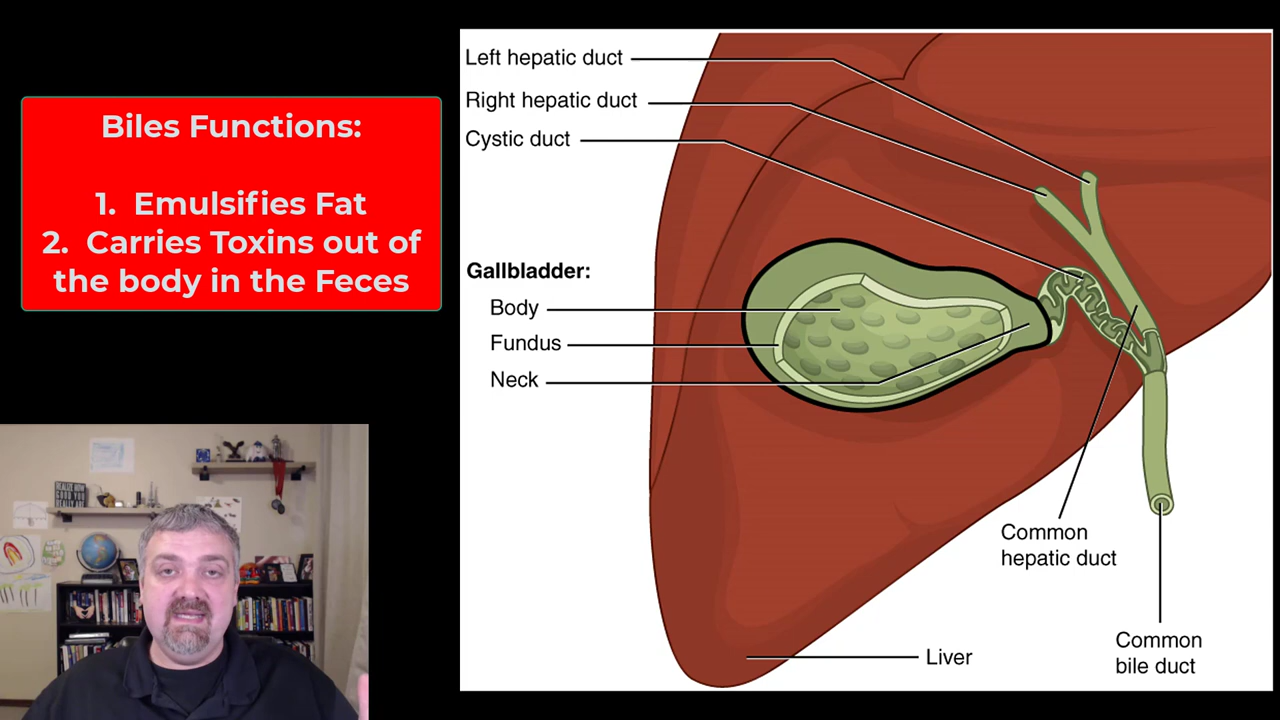 Biles Functions:
1. Emulsifies Fat
2. Carries Toxins out of
the body in the Feces
Left hepatic duct
Right hepatic duct
Cystic duct
Gallbladder:
Body
Fundus
Neck
Common
hepatic duct
Common
bile duct
Liver